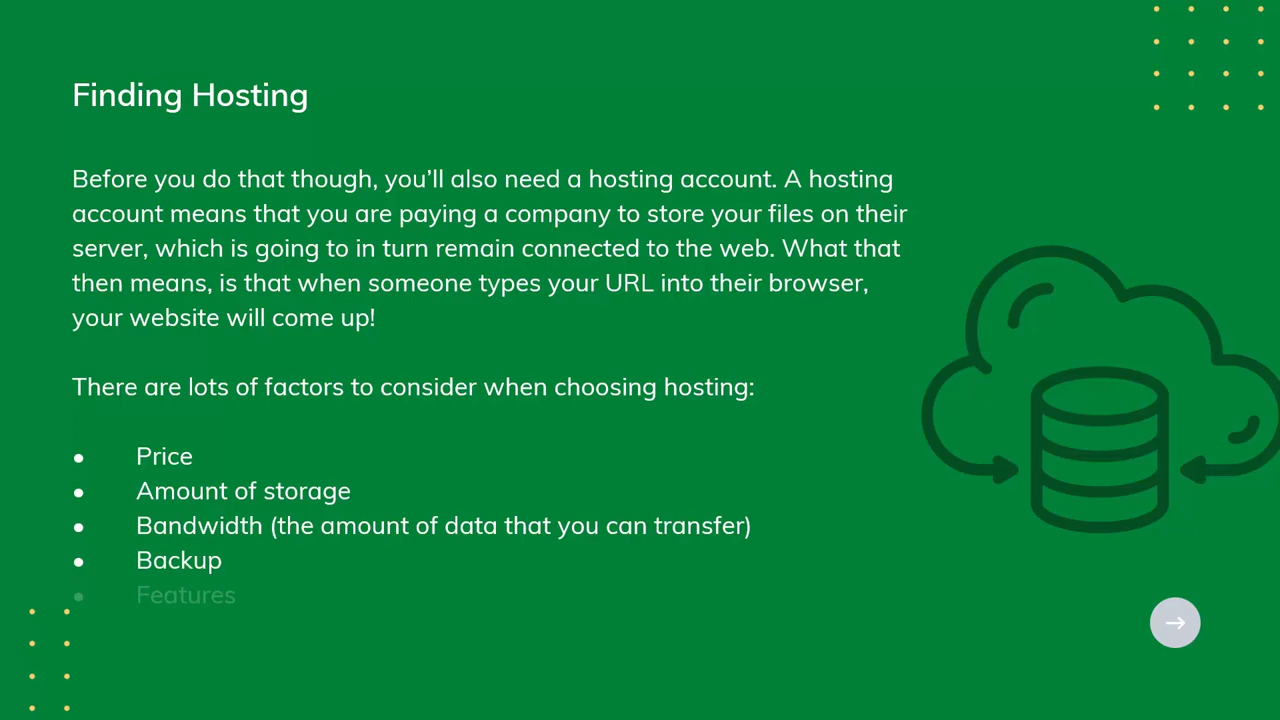 Finding Hosting
Before you do that though, you’ll also need a hosting account. A hosting
account means that you are paying a company to store your files on their
server, which is going to in turn remain connected to the web. What that
then means, is that when someone types your URL into their browser,
your website will come up!
There are lots of factors to consider when choosing hosting:
• Price
• Amount of storage
• Bandwidth (the amount of data that you can transfer)
• Backup
• Features